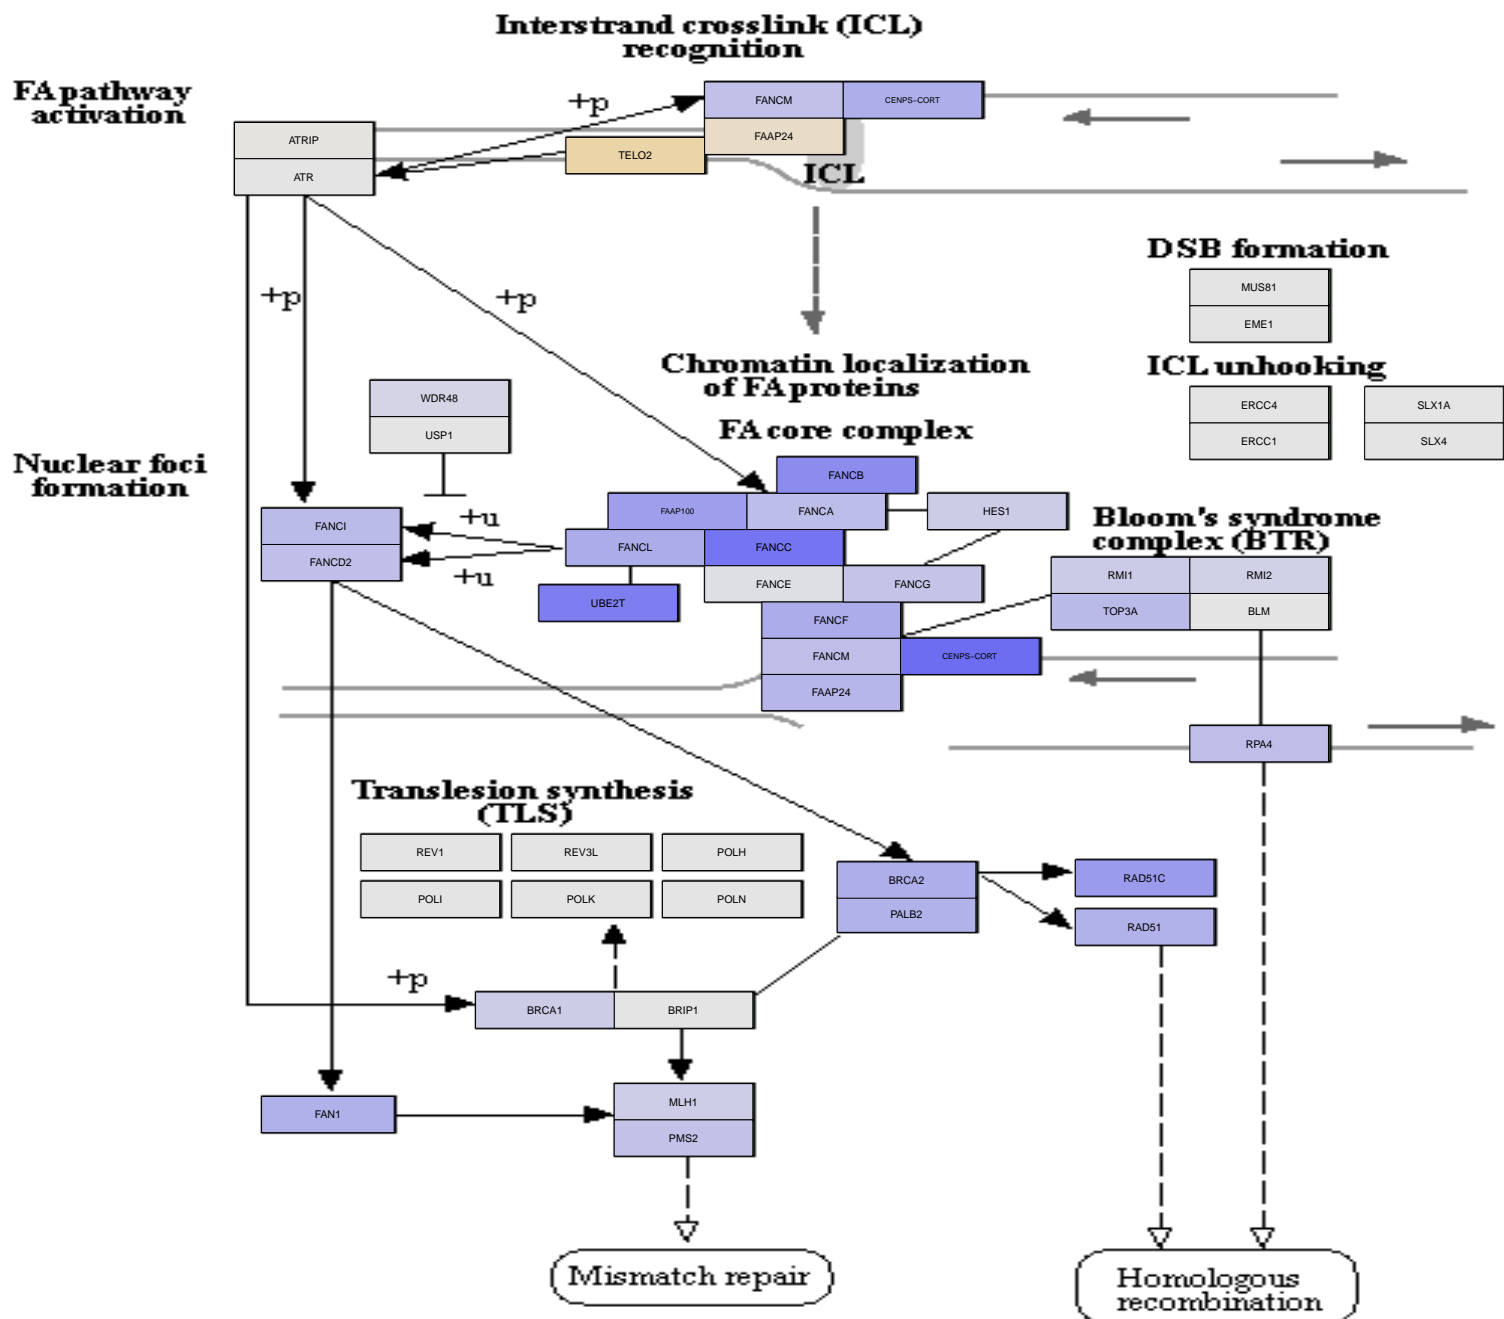 Interstrand crosslink (ICL)
recognition
FA pathway
activation
+p
FANCM
CENPS-CORT
ATRIP
FAAP24
TELO2
ATR
ICL
DSB formation
MUS81
EME1
+p
+p
Chromatin localization
of FA proteins
ICL unhooking
WDR48
USP1
ERCC4
SLX1A
ERCC1
SLX4
FA core complex
Nuclear foci
formation
FANCB
FAAP100
FANCA
HES1
FANCI
+u
FANCL
FANCC
Bloom's syndrome
complex (BTR)
FANCD2
+u
FANCE
FANCG
RMI1
RMI2
UBE2T
FANCF
TOP3A
BLM
FANCM
CENPS-CORT
FAAP24
RPA4
Translesion synthesis
(TLS)
REV1
REV3L
POLH
POLI
POLK
POLN
BRCA2
RAD51C
PALB2
RAD51
+p
BRCA1
BRIP1
FAN1
MLH1
PMS2
Mismatch repair
Homologous
recombination